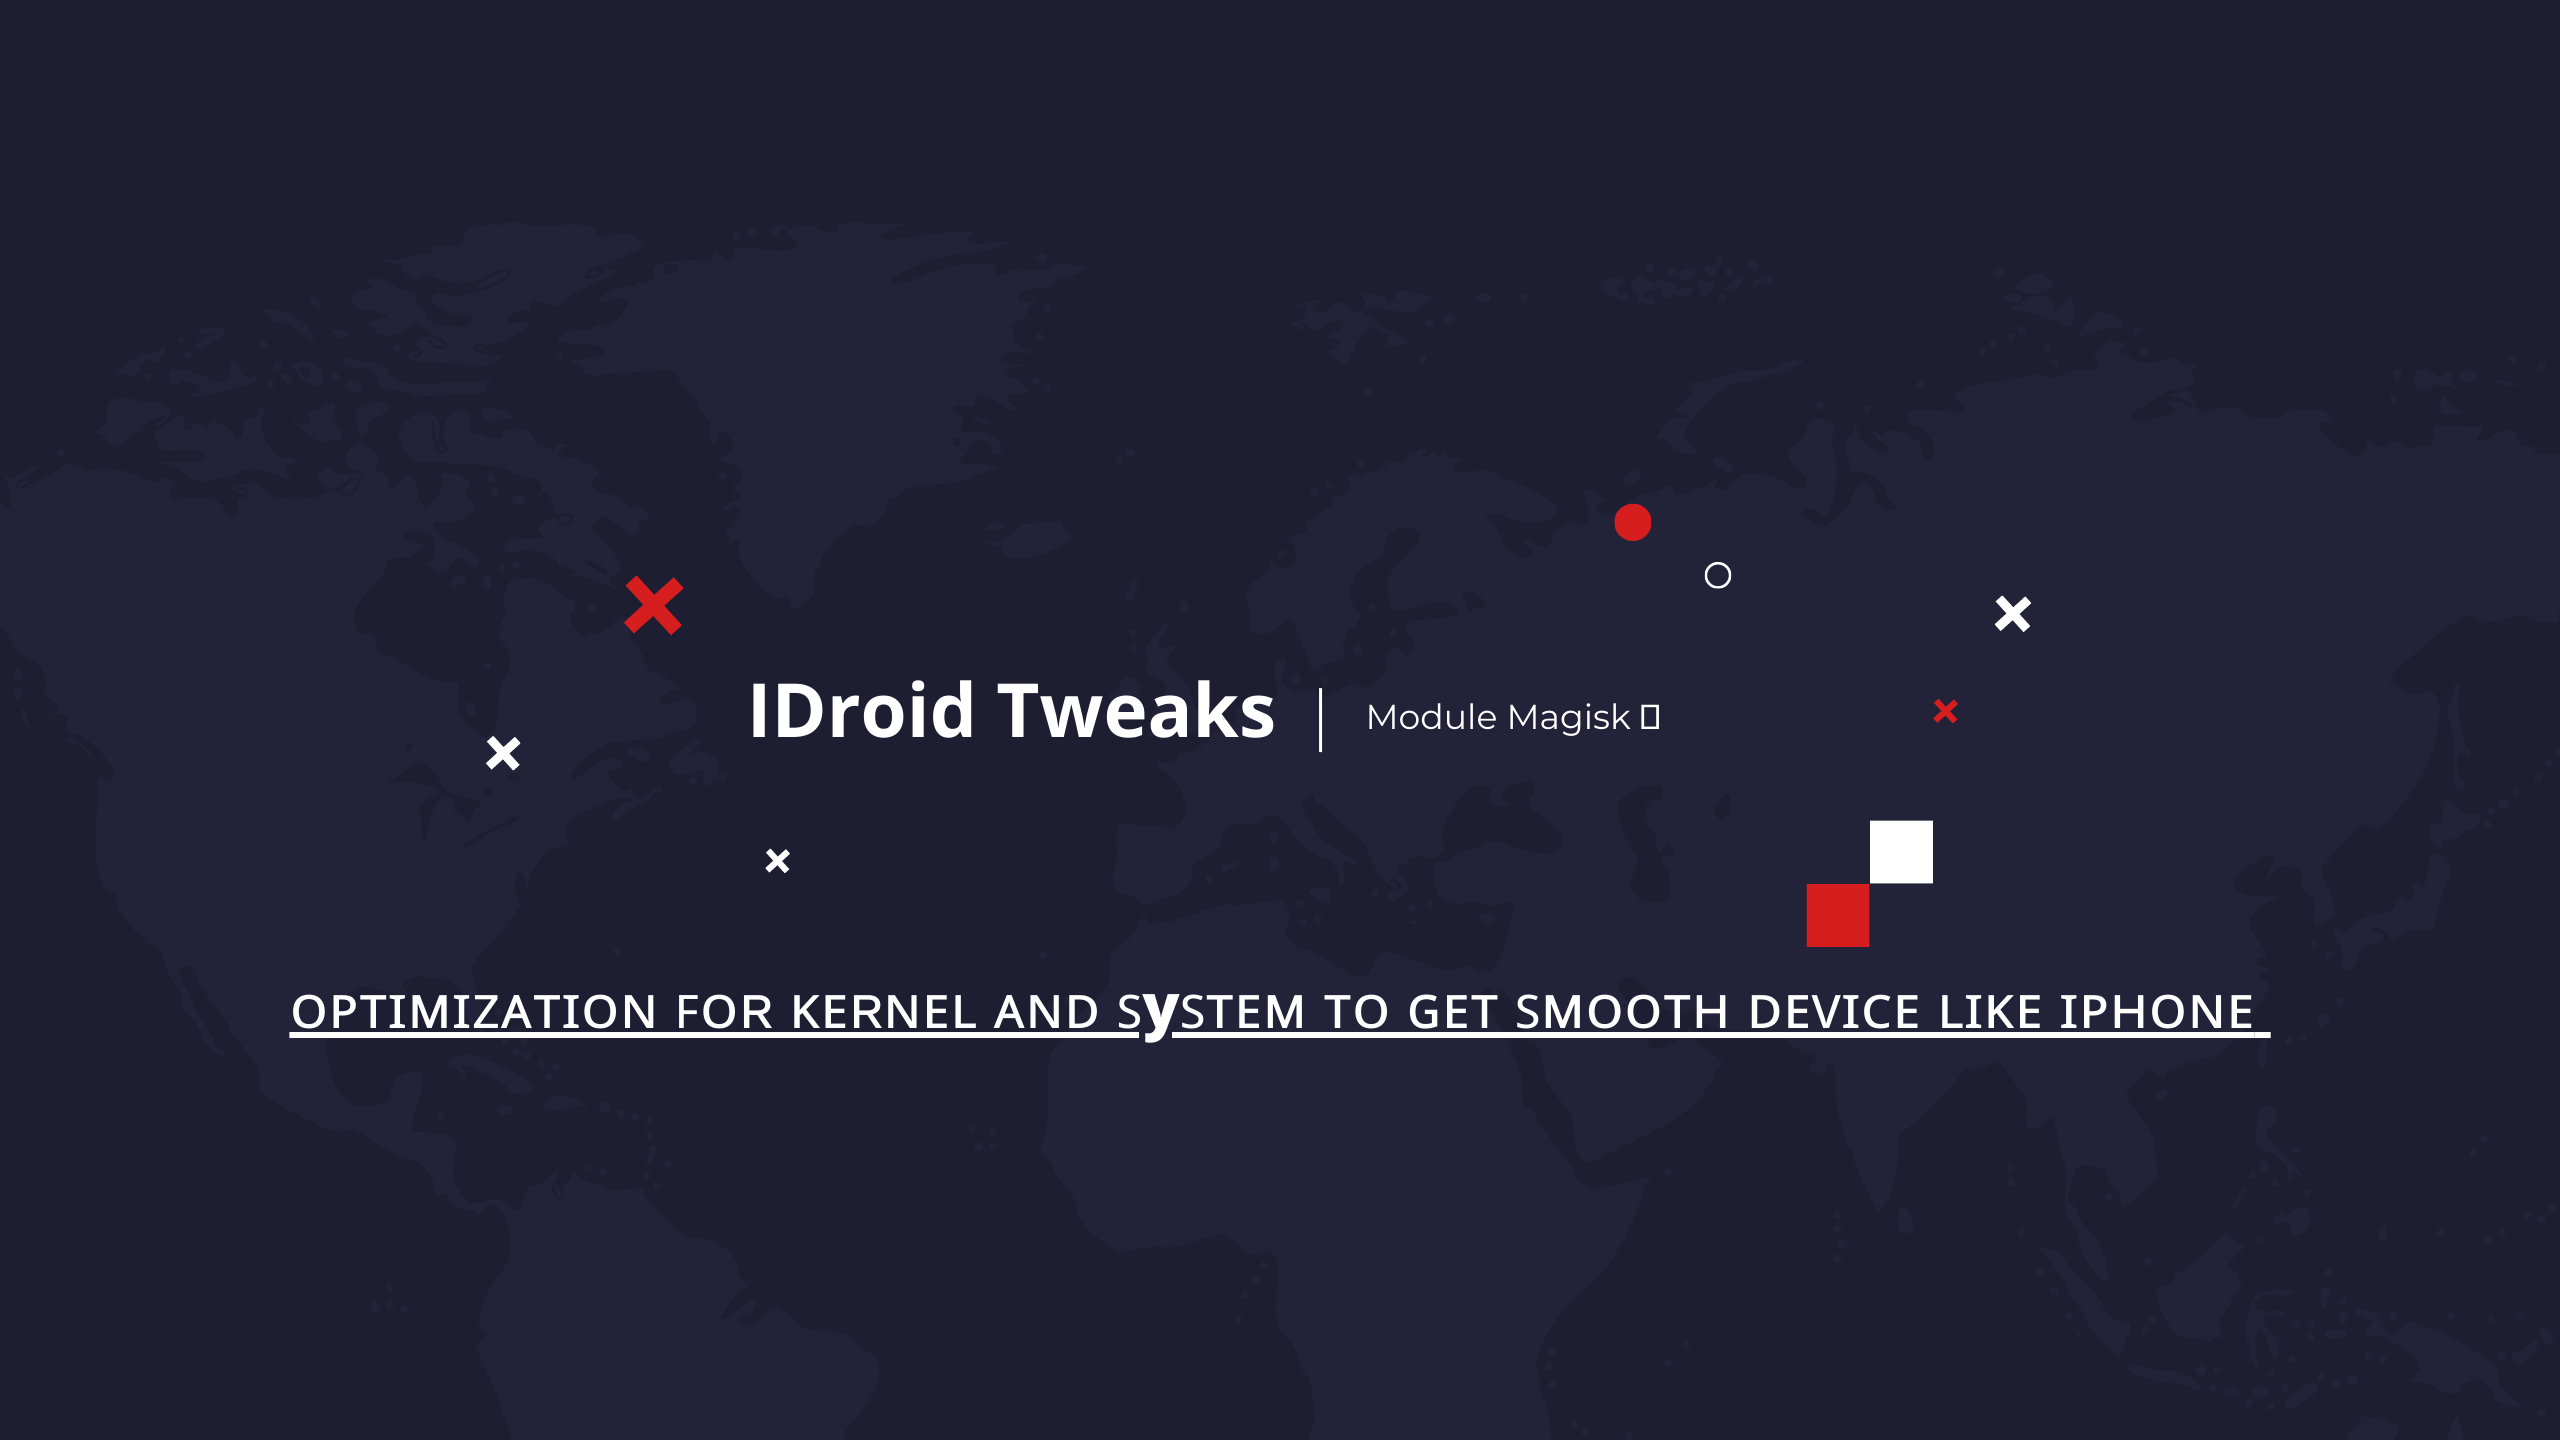 IDroid Tweaks | Module Magisk ▯
OPTIMIZATION FOR KERNEL AND SySTEM TO GET SMOOTH DEVICE LIKE IPHONE